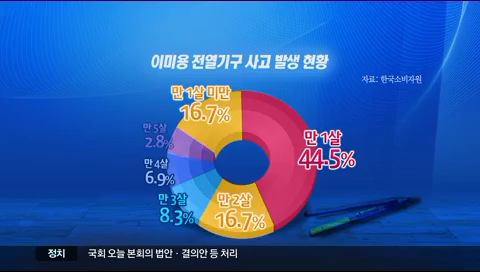 이미용 전열기구 사고 발생 현황
자료: 한국소비자원
만 1살 미만
16.7%
만 1살
44.5%
만 2살
16.7%
만 3살
8.3%
만 4살
6.9%
만 5살
2.8%
정치 국회 오늘 본회의 법안·결의안 등 처리